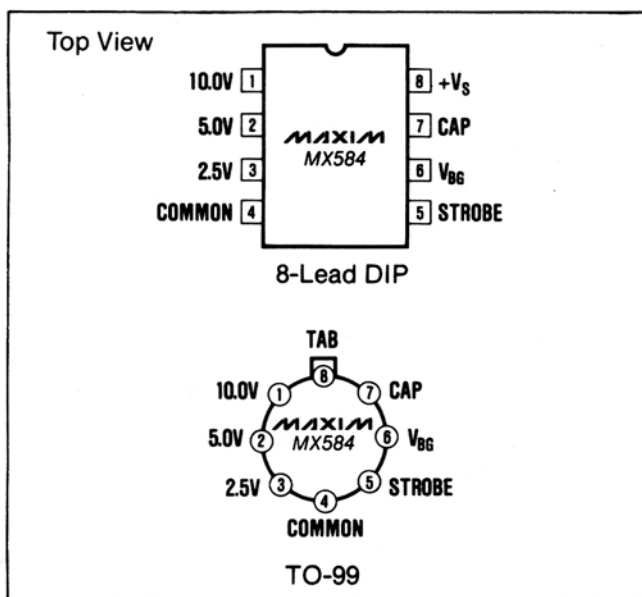 Top View
10.0V 1
5.0V 2
2.5V 3
COMMON 4
8 +VS
7 CAP
6 VBG
5 STROBE
MAXIM
MX584
8-Lead DIP
TAB
8
10.0V 1
7 CAP
5.0V 2
MAXIM
MX584
6 VBG
2.5V 3
5 STROBE
4
COMMON
TO-99